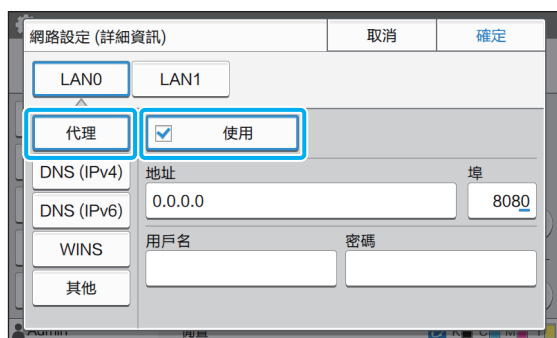 網路設定 (詳細資訊) 取消 確定
LAN0 LAN1
代理 使用
DNS (IPv4) 地址 埠
0.0.0.0 8080
DNS (IPv6)
WINS 用戶名 密碼
其他
Admin